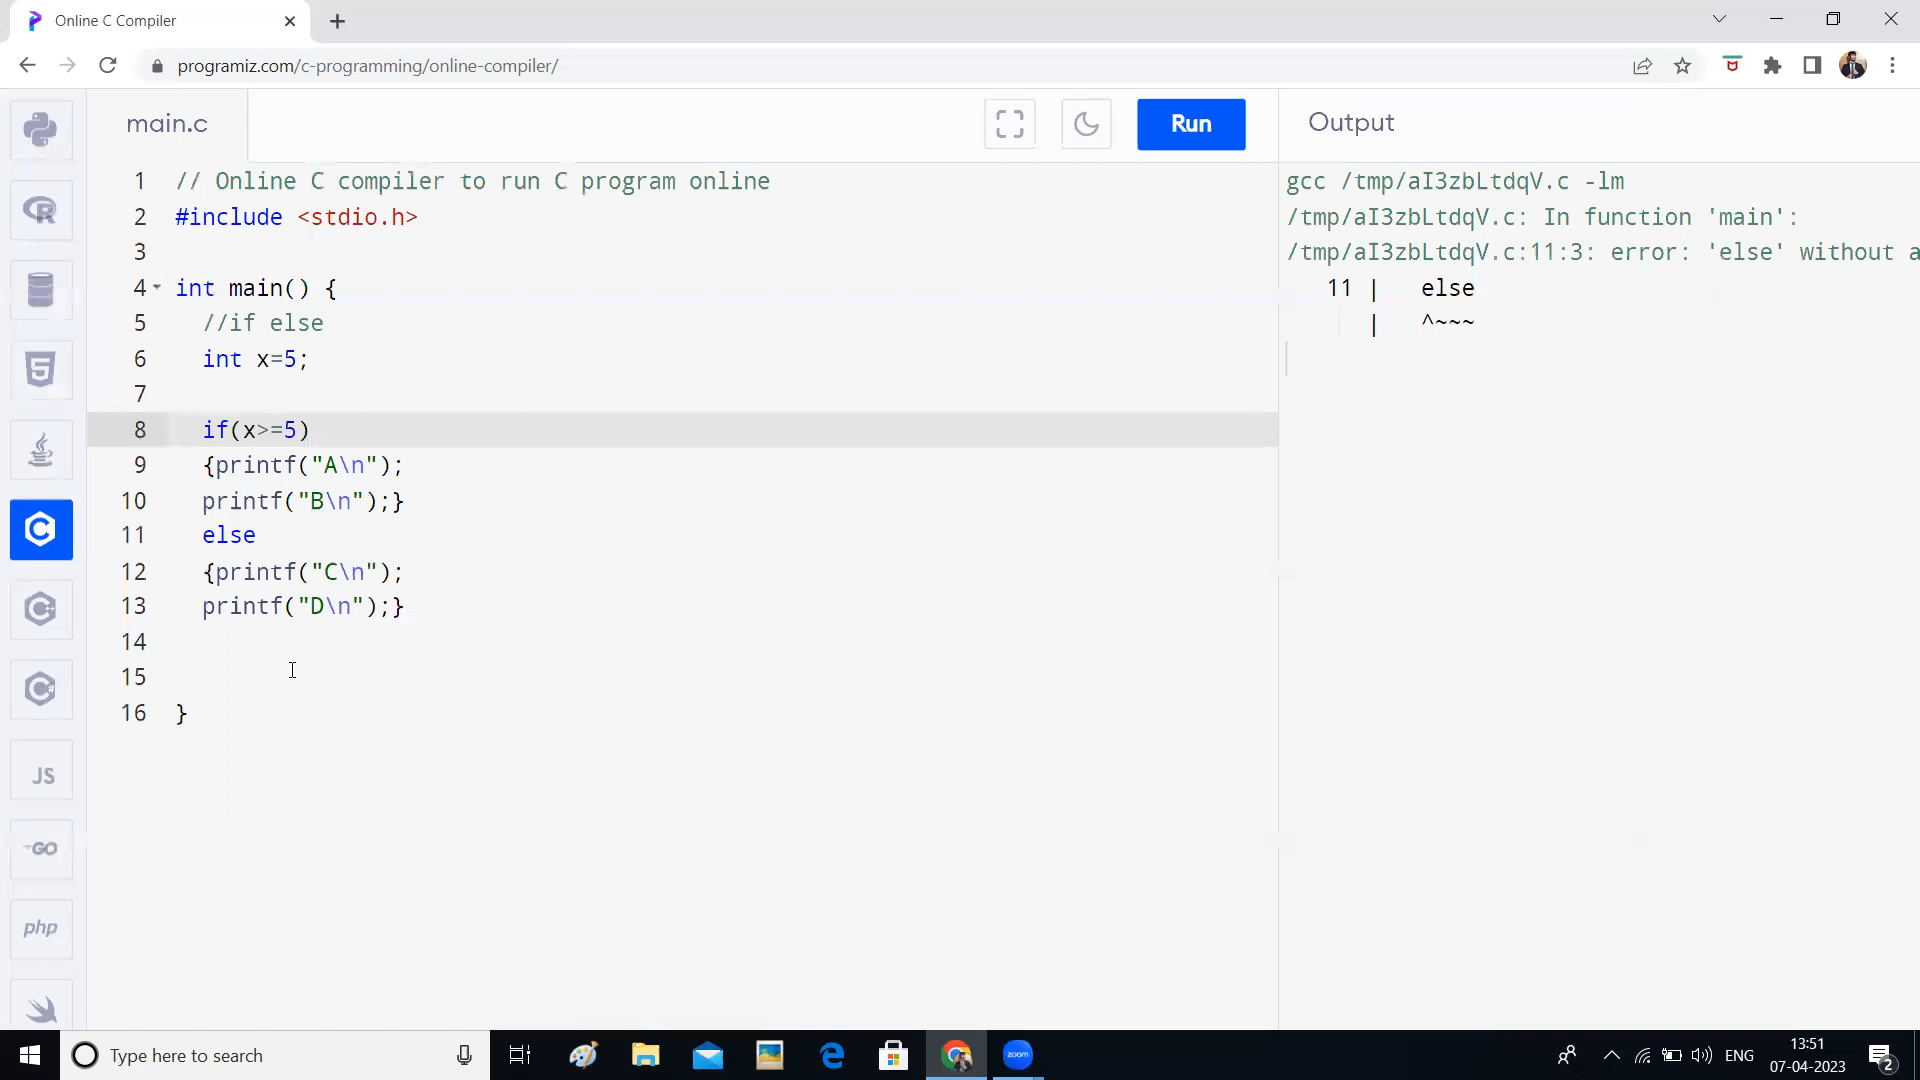 Online C Compiler
programiz.com/c-programming/online-compiler/
main.c
Run
Output
1 // Online C compiler to run C program online
2 #include <stdio.h>
3
4 int main() {
5 //if else
6 int x=5;
7
8 if(x>=5)
9 {printf("A\n");
10 printf("B\n");}
11 else
12 {printf("C\n");
13 printf("D\n");}
14
15
16 }
gcc /tmp/aI3zbLtdqV.c -lm
/tmp/aI3zbLtdqV.c: In function 'main':
/tmp/aI3zbLtdqV.c:11:3: error: 'else' without a
11 | else
| ^~~~
JS
GO
php
Type here to search
zoom
ENG
13:51
07-04-2023
2